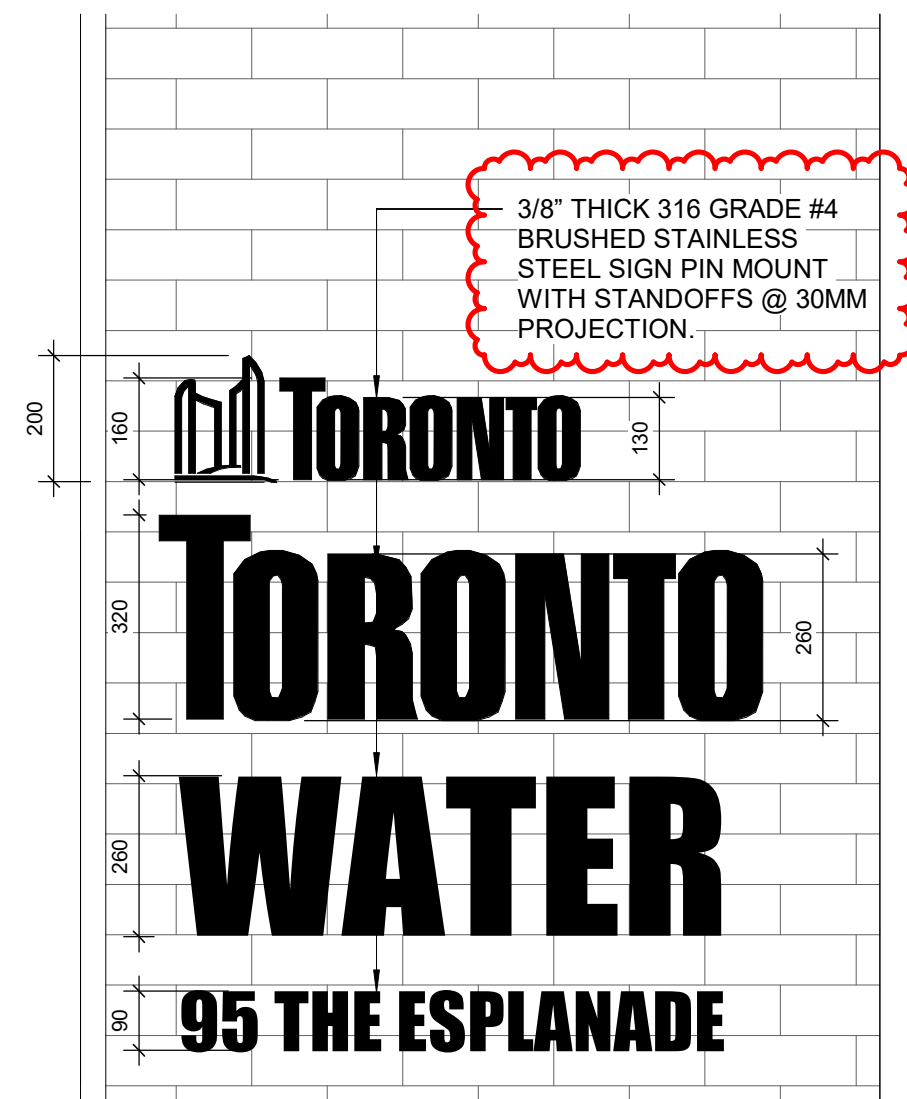 3/8” THICK 316 GRADE #4
BRUSHED STAINLESS
STEEL SIGN PIN MOUNT
WITH STANDOFFS @ 30MM
PROJECTION.
200
160
TORONTO
130
320
TORONTO
260
260
WATER
90
95 THE ESPLANADE